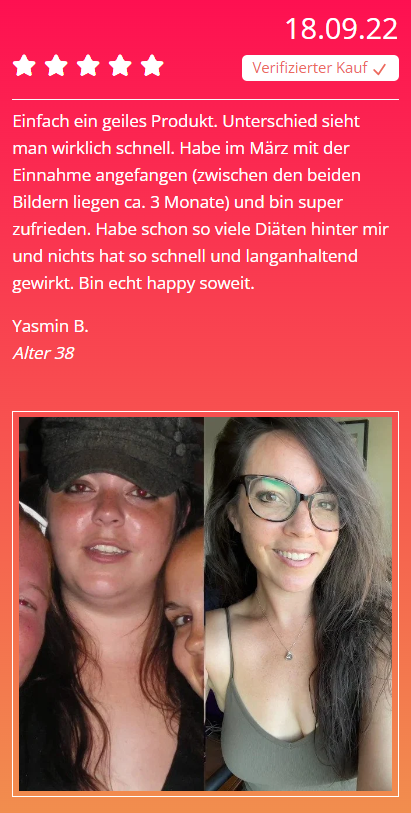 18.09.22
Verifizierter Kauf
Einfach ein geiles Produkt. Unterschied sieht
man wirklich schnell. Habe im März mit der
Einnahme angefangen (zwischen den beiden
Bildern liegen ca. 3 Monate) und bin super
zufrieden. Habe schon so viele Diäten hinter mir
und nichts hat so schnell und langanhaltend
gewirkt. Bin echt happy soweit.
Yasmin B.
Alter 38